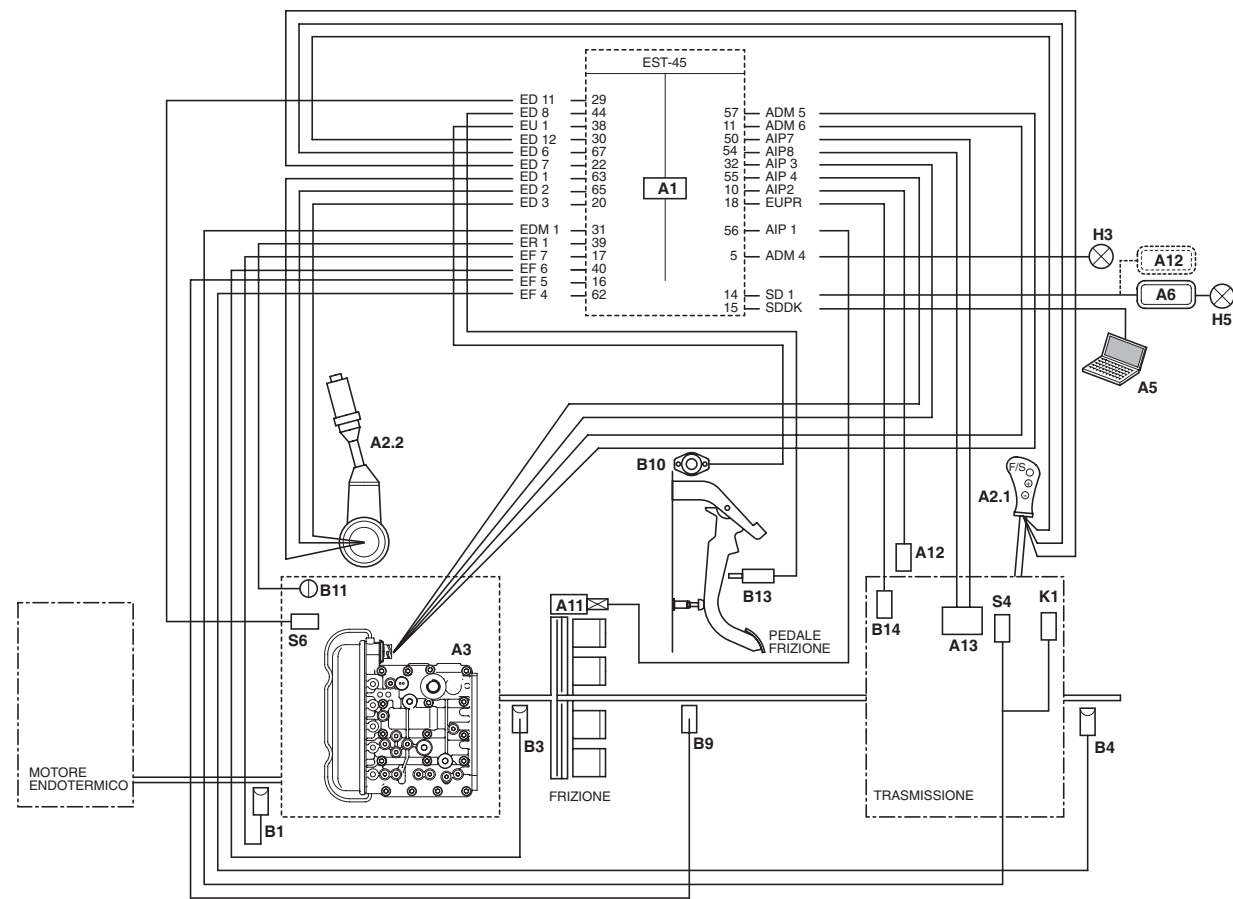 EST-45
A1
ED 11 29
ED 8 44
EU 1 38
ED 12 30
ED 6 67
ED 7 22
ED 1 63
ED 2 65
ED 3 20
EDM 1 31
ER 1 39
EF 7 17
EF 6 40
EF 5 16
EF 4 62
57 ADM 5
11 ADM 6
50 AIP7
54 AIP8
32 AIP 3
55 AIP 4
10 AIP2
18 EUPR
56 AIP 1
5 ADM 4
14 SD 1
15 SDDK
H3
A12
A6
H5
A5
A2.2
B10
F/S
A2.1
A12
B11
B13
S6
A11
PEDALE
FRIZIONE
B14
A13
S4
K1
A3
B3
B9
B4
MOTORE
ENDOTERMICO
FRIZIONE
TRASMISSIONE
B1